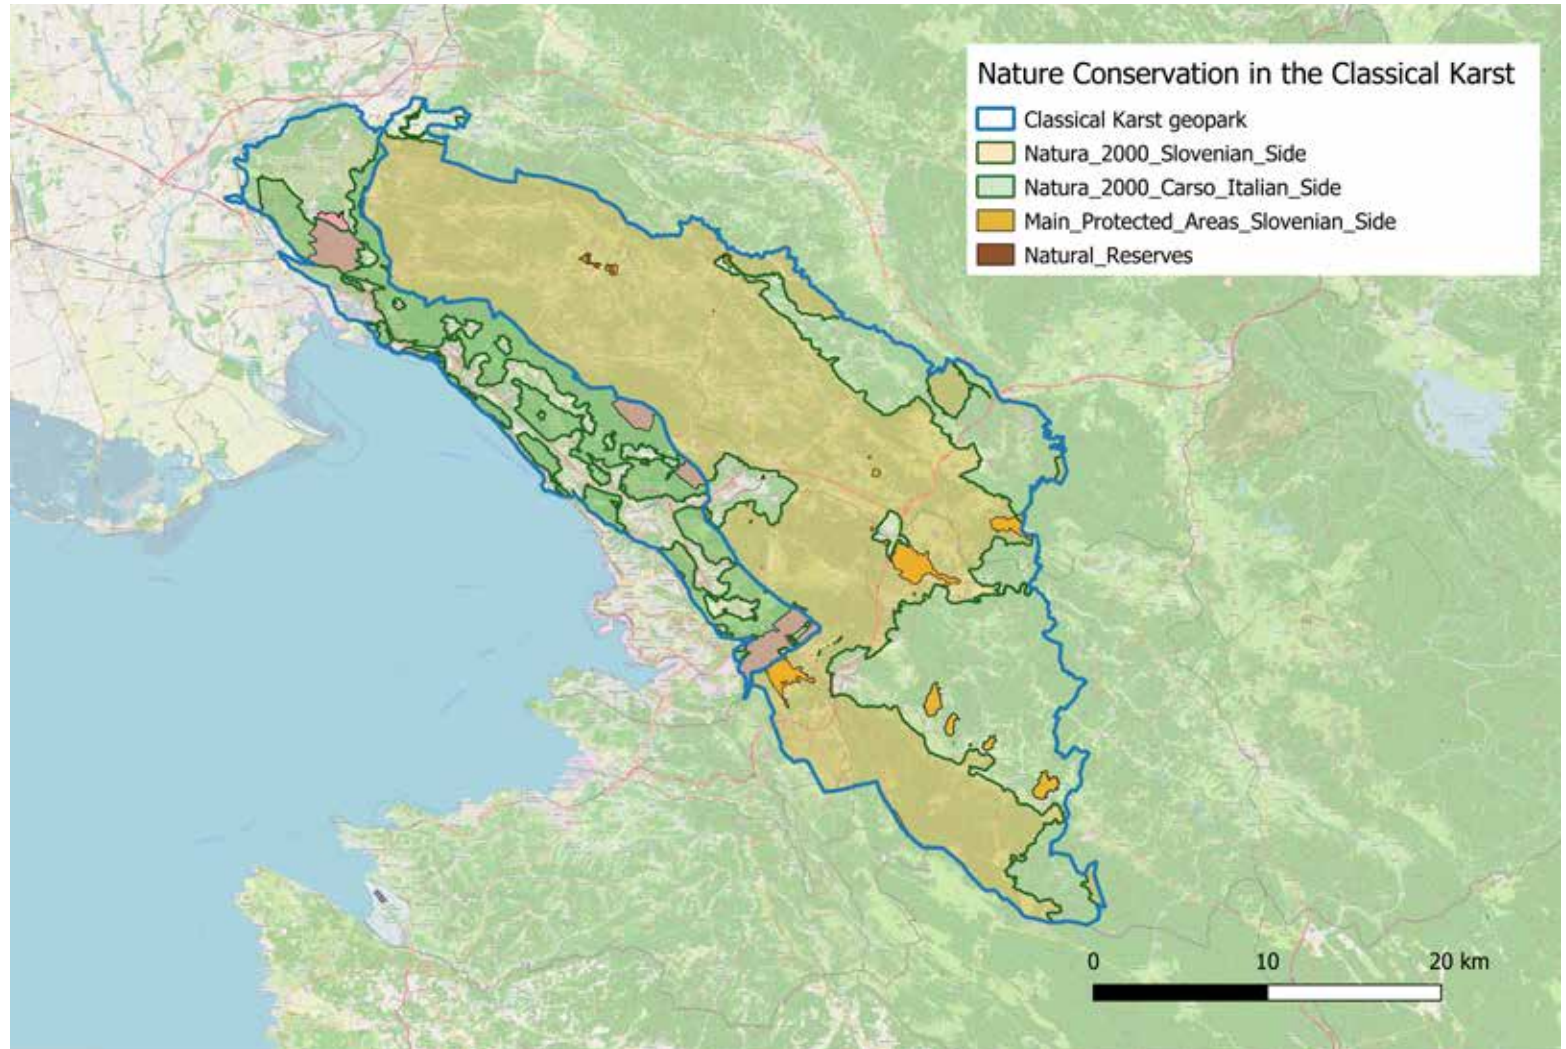 Nature Conservation in the Classical Karst
Classical Karst geopark
Natura_2000_Slovenian_Side
Natura_2000_Carso_Italian_Side
Main_Protected_Areas_Slovenian_Side
Natural_Reserves
0 10 20 km